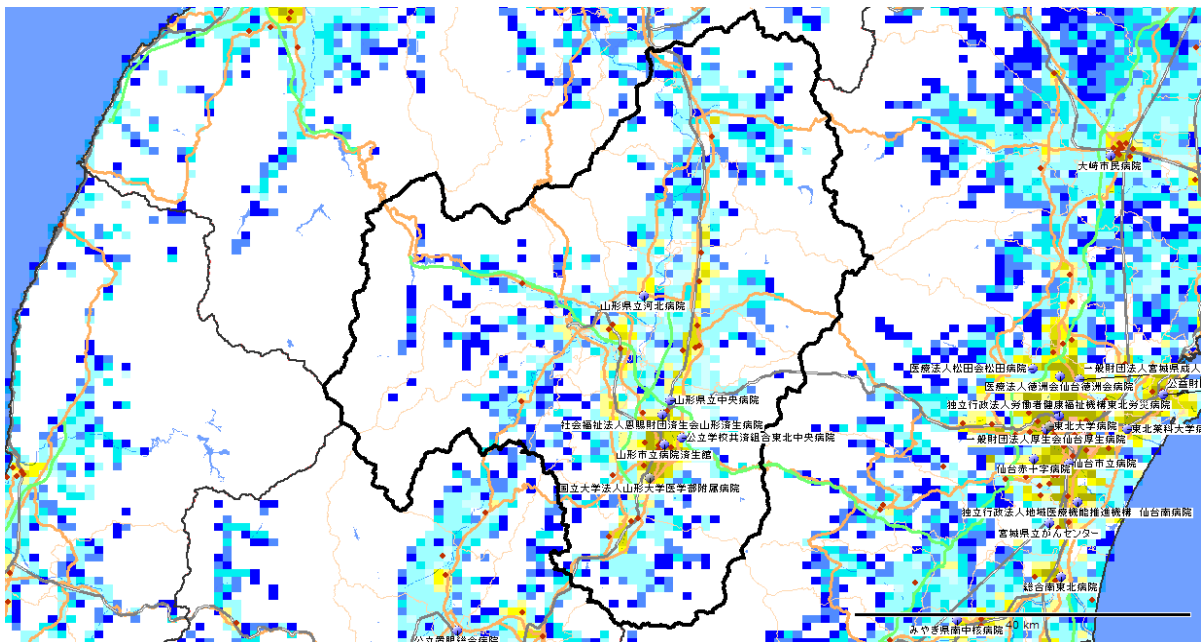 大崎市民病院
山形県立河北病院
医療法人松田会松田病院
一般財団法人宮城県成人
医療法人徳洲会仙台徳洲会病院
公益財
山形県立中央病院
独立行政法人労働者健康福祉機構東北労災病院
社会福祉法人恩賜財団済生会山形済生病院
東北大学病院
東北薬科大学病
公立学校共済組合東北中央病院
一般財団法人厚生会仙台厚生病院
山形市立病院済生館
仙台赤十字病院
仙台市立病院
国立大学法人山形大学医学部附属病院
独立行政法人地域医療機能推進機構 仙台南病院
宮城県立がんセンター
総合南東北病院
40 km
みやぎ県南中核病院
公立置賜総合病院